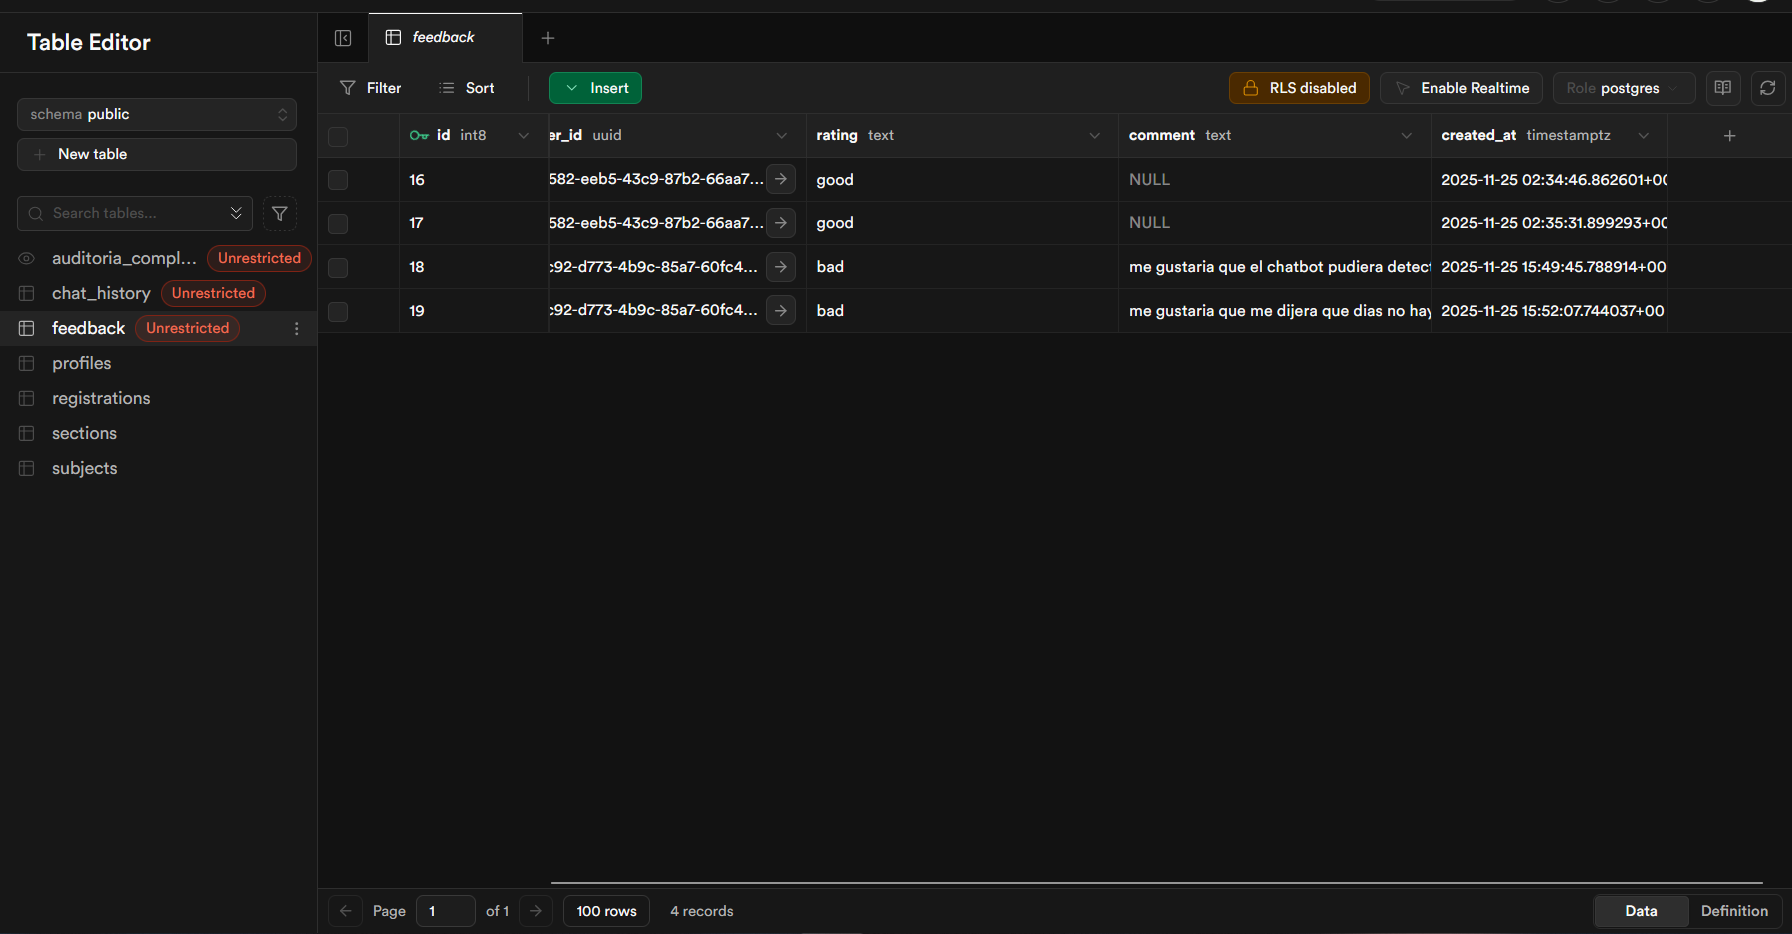 Table Editor
feedback
schema public
New table
Search tables...
auditoria_compl... Unrestricted
chat_history Unrestricted
feedback Unrestricted
profiles
registrations
sections
subjects
Filter Sort Insert RLS disabled Enable Realtime Role postgres
id int8 er_id uuid rating text comment text created_at timestamptz
16 582-eeb5-43c9-87b2-66aa7... good NULL 2025-11-25 02:34:46.862601+00
17 582-eeb5-43c9-87b2-66aa7... good NULL 2025-11-25 02:35:31.899293+00
18 c92-d773-4b9c-85a7-60fc4... bad me gustaria que el chatbot pudiera detect 2025-11-25 15:49:45.788914+00
19 c92-d773-4b9c-85a7-60fc4... bad me gustaria que me dijera que dias no hay 2025-11-25 15:52:07.744037+00
Page 1 of 1 100 rows 4 records Data Definition